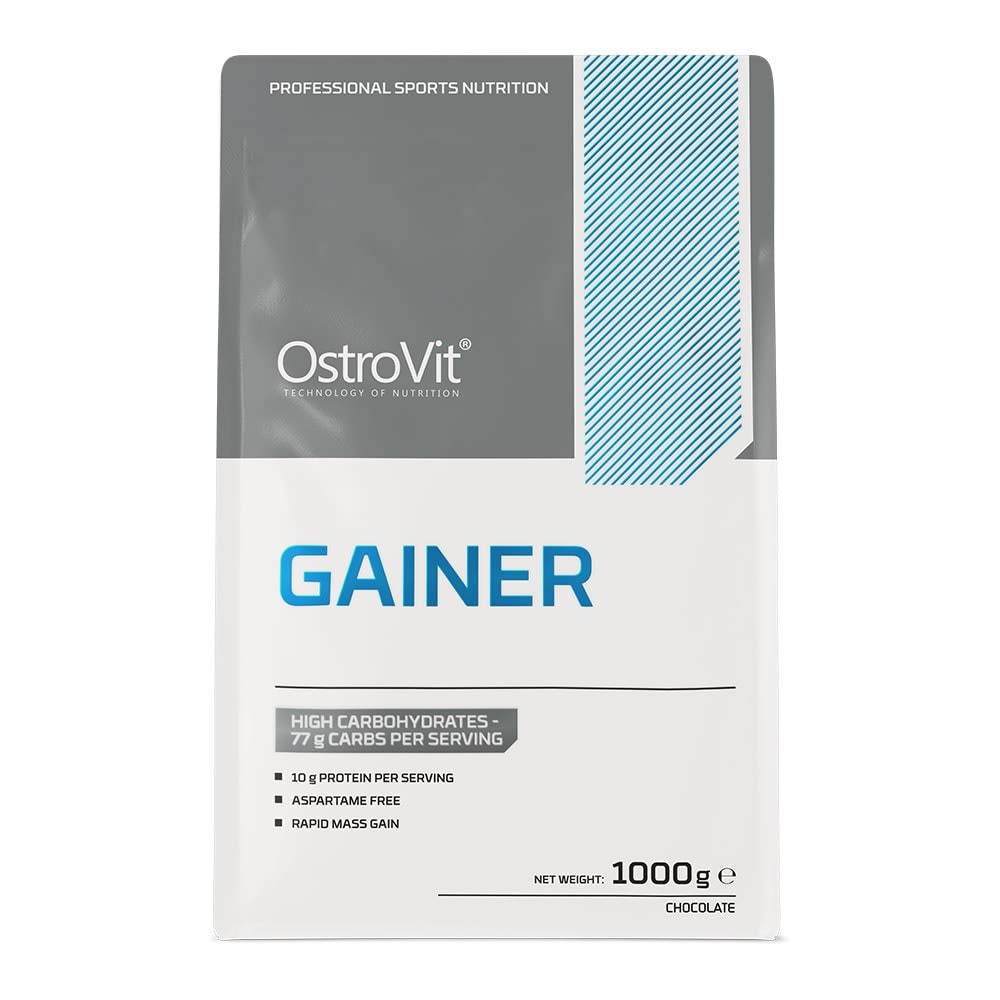 PROFESSIONAL SPORTS NUTRITION
OstroVit®
TECHNOLOGY OF NUTRITION
GAINER
HIGH CARBOHYDRATES -
77 g CARBS PER SERVING
■ 10 g PROTEIN PER SERVING
■ ASPARTAME FREE
■ RAPID MASS GAIN
NET WEIGHT: 1000 g ℮
CHOCOLATE